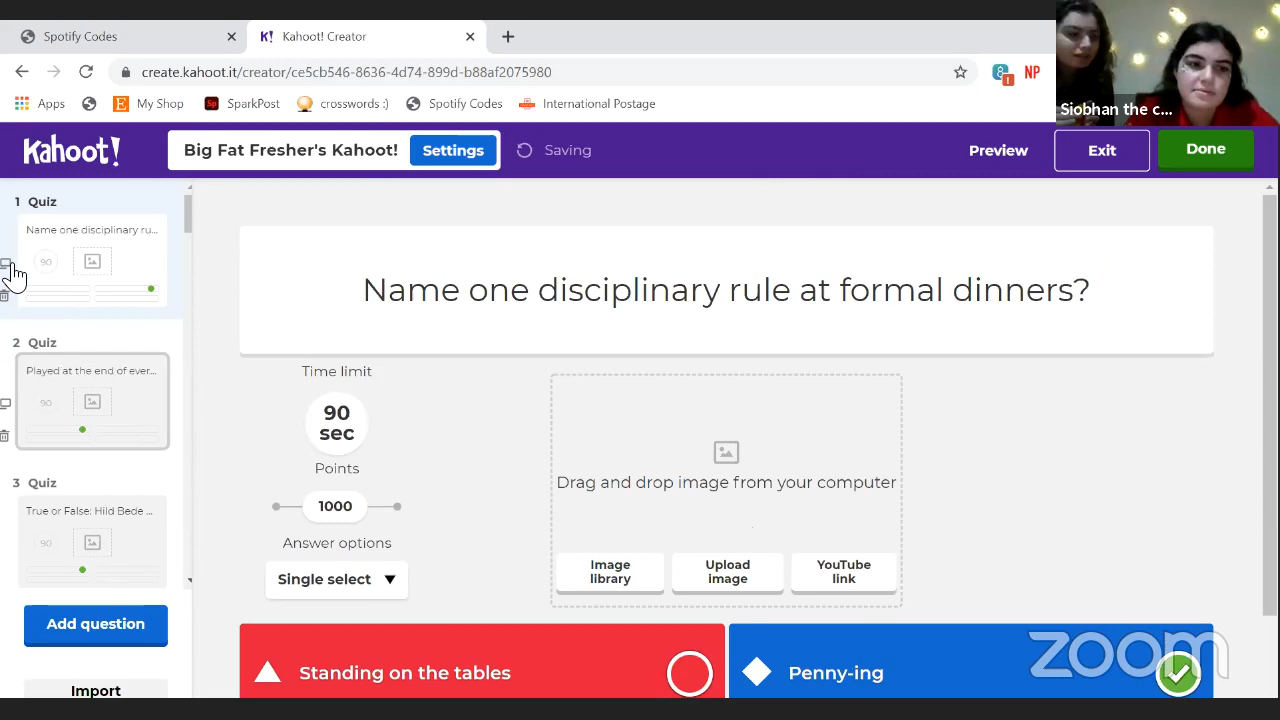 Spotify Codes
K! Kahoot! Creator
create.kahoot.it/creator/e5cb546-8636-4d74-899d-b88af2075980
8
!
NP
Apps
E My Shop
Sp SparkPost
crosswords :)
Spotify Codes
International Postage
Siobhan the c...
Kahoot!
Big Fat Fresher's Kahoot!
Settings
Saving
Preview
Exit
Done
1 Quiz
Name one disciplinary ru...
90
2 Quiz
Played at the end of ever...
90
3 Quiz
True or False: Hild Bede ...
90
Add question
Import
Name one disciplinary rule at formal dinners?
Time limit
90
sec
Points
1000
Answer options
Single select
Drag and drop image from your computer
Image
library
Upload
image
YouTube
link
Standing on the tables
Penny-ing
zoom